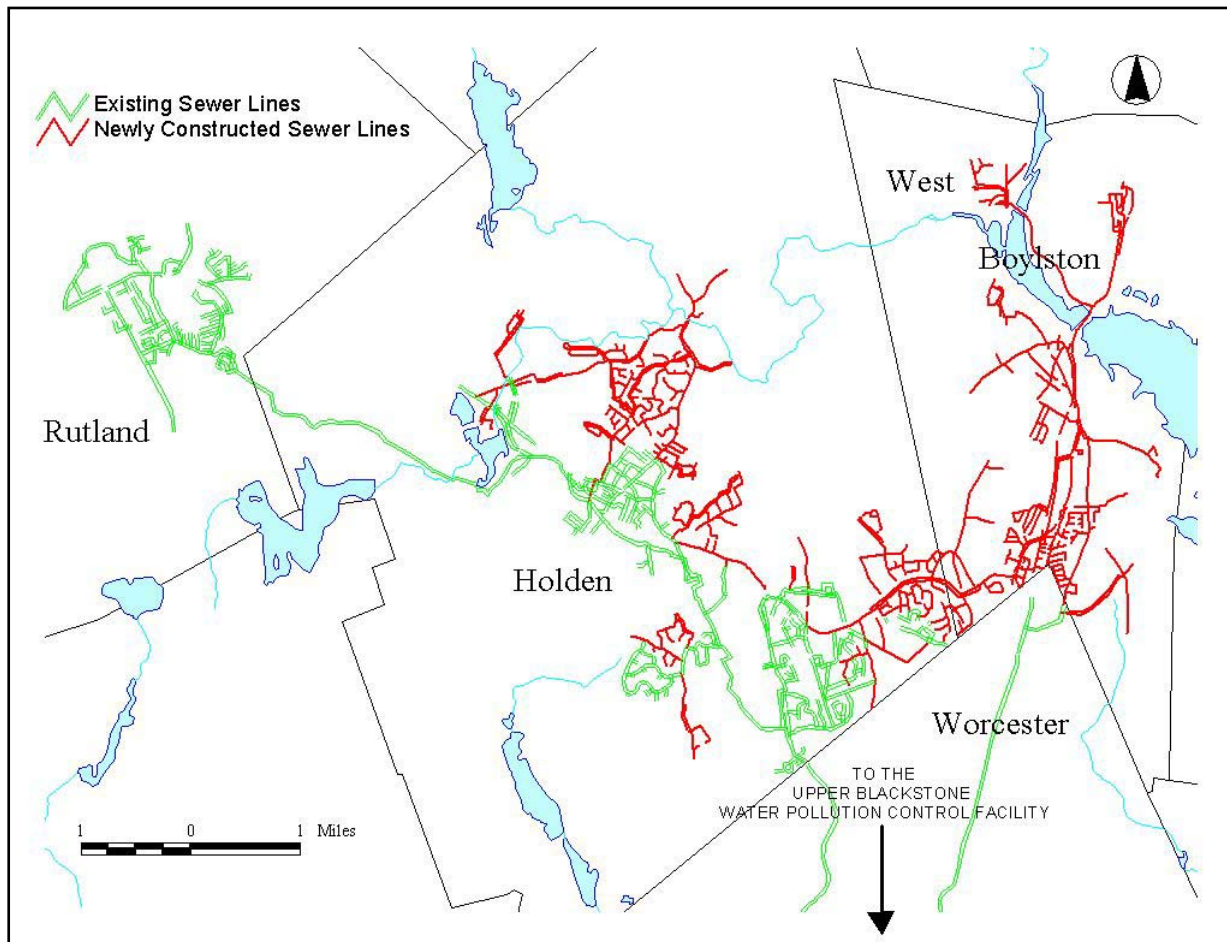 Existing Sewer Lines
Newly Constructed Sewer Lines
West
Boylston
Rutland
Holden
Worcester
TO THE
UPPER BLACKSTONE
WATER POLLUTION CONTROL FACILITY
1 0 1 Miles